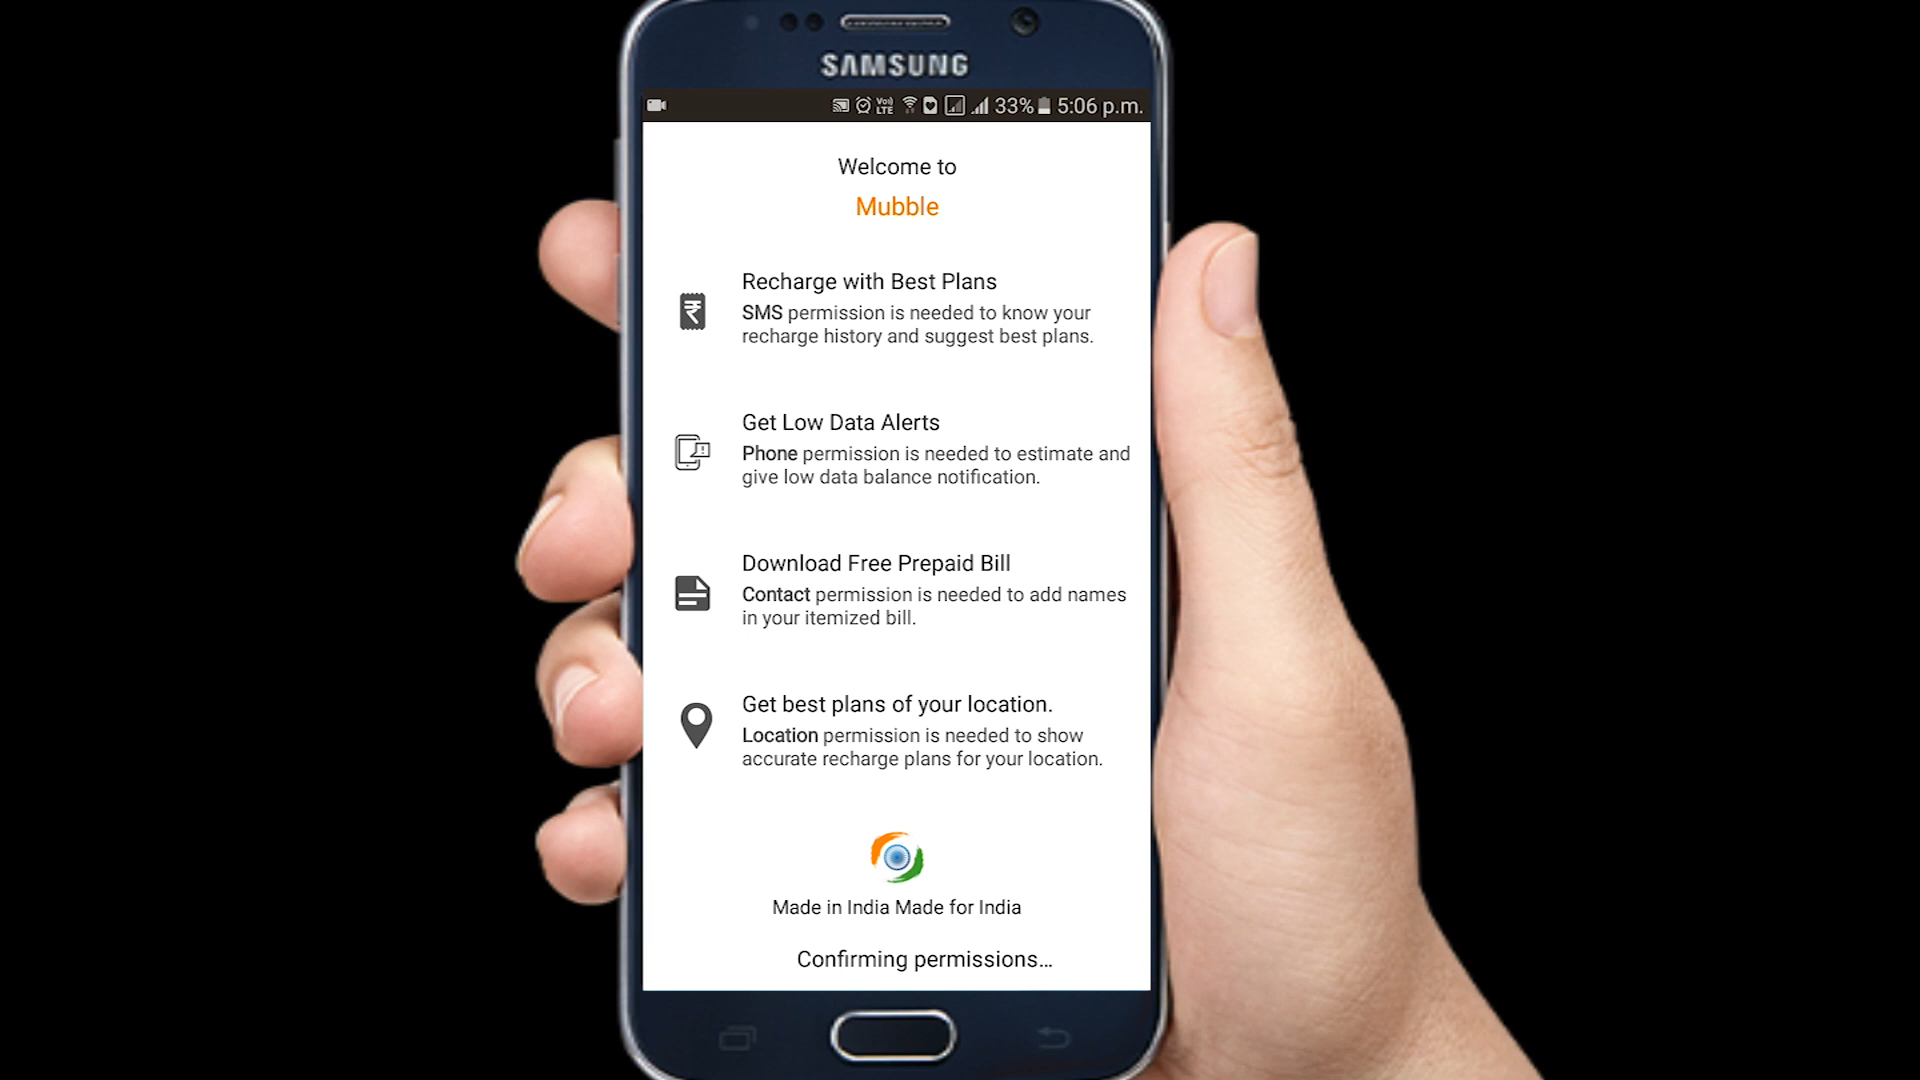 SAMSUNG
VoJ LTE 33% 5:06 p.m.
Welcome to
Mubble
Recharge with Best Plans
SMS permission is needed to know your
recharge history and suggest best plans.
Get Low Data Alerts
Phone permission is needed to estimate and
give low data balance notification.
Download Free Prepaid Bill
Contact permission is needed to add names
in your itemized bill.
Get best plans of your location.
Location permission is needed to show
accurate recharge plans for your location.
Made in India Made for India
Confirming permissions...